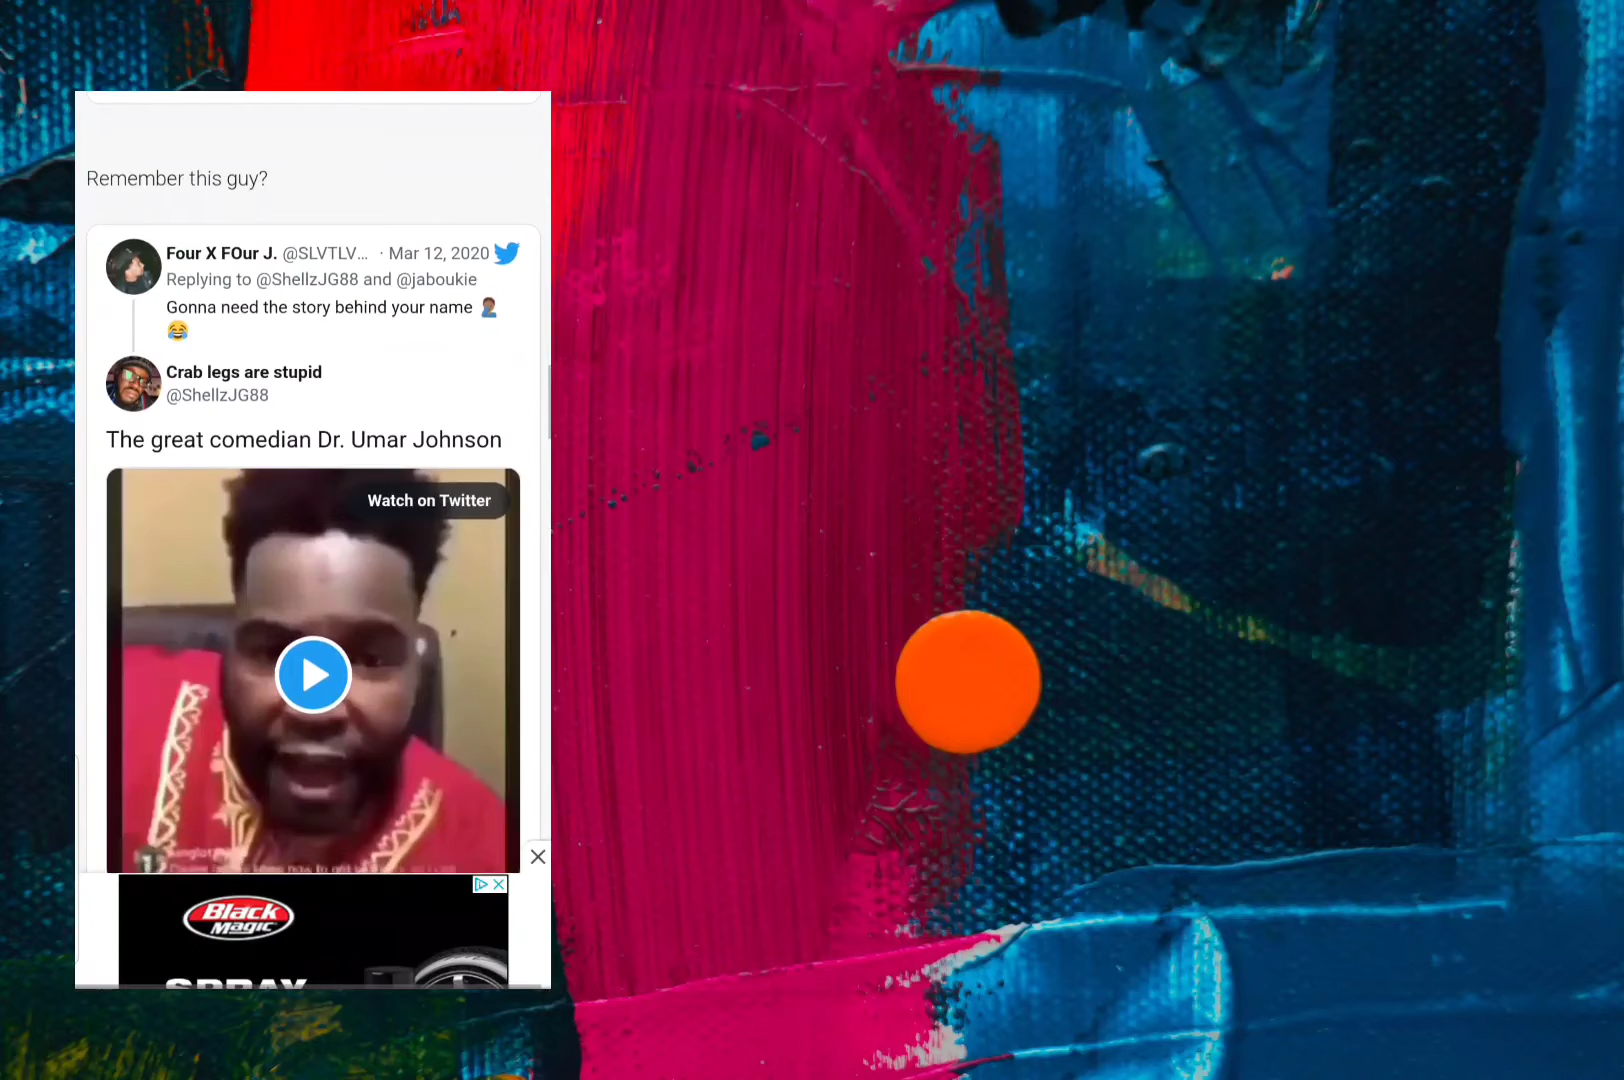 Remember this guy?
Four X FOur J. @SLVTLV... · Mar 12, 2020
Replying to @ShellzJG88 and @jaboukie
Gonna need the story behind your name 🤦🏾‍♂️
😂
Crab legs are stupid
@ShellzJG88
The great comedian Dr. Umar Johnson
Watch on Twitter
Black
Magic
SPRAY